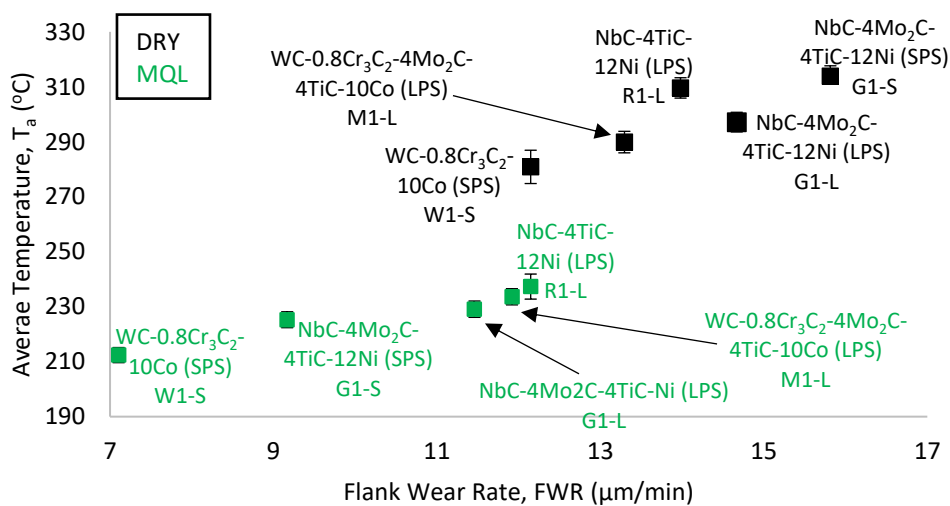 330
310
290
270
250
230
210
190
Averae Temperature, Tₐ (⁰C)
DRY
MQL
WC-0.8Cr₃C₂-4Mo₂C-
4TiC-10Co (LPS)
M1-L
NbC-4TiC-
12Ni (LPS)
R1-L
NbC-4Mo₂C-
4TiC-12Ni (SPS)
G1-S
NbC-4Mo₂C-
4TiC-12Ni (LPS)
G1-L
WC-0.8Cr₃C₂-
10Co (SPS)
W1-S
NbC-4TiC-
12Ni (LPS)
R1-L
WC-0.8Cr₃C₂-
10Co (SPS)
W1-S
NbC-4Mo₂C-
4TiC-12Ni (SPS)
G1-S
WC-0.8Cr₃C₂-4Mo₂C-
4TiC-10Co (LPS)
M1-L
NbC-4Mo2C-4TiC-Ni (LPS)
G1-L
7 9 11 13 15 17
Flank Wear Rate, FWR (µm/min)